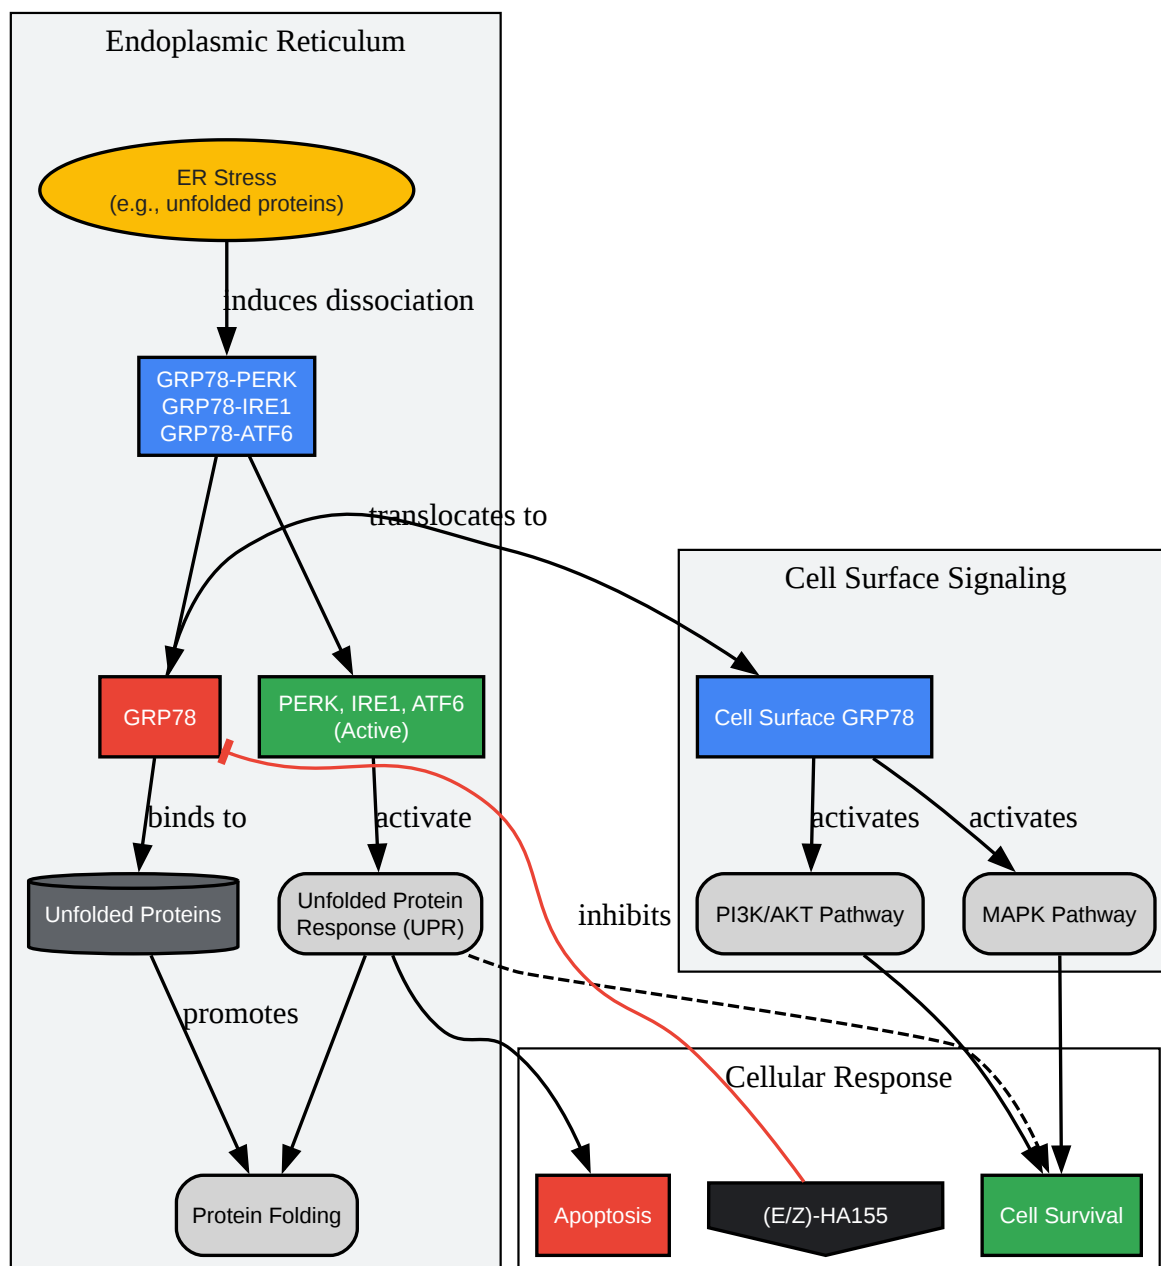 Endoplasmic Reticulum
ER Stress
(e.g., unfolded proteins)
induces dissociation
GRP78-PERK
GRP78-IRE1
GRP78-ATF6
translocates to
Cell Surface Signaling
GRP78
PERK, IRE1, ATF6
(Active)
Cell Surface GRP78
binds to
activate
activates
activates
Unfolded Proteins
Unfolded Protein
Response (UPR)
inhibits
PI3K/AKT Pathway
MAPK Pathway
promotes
Cellular Response
Protein Folding
Apoptosis
(E/Z)-HA155
Cell Survival